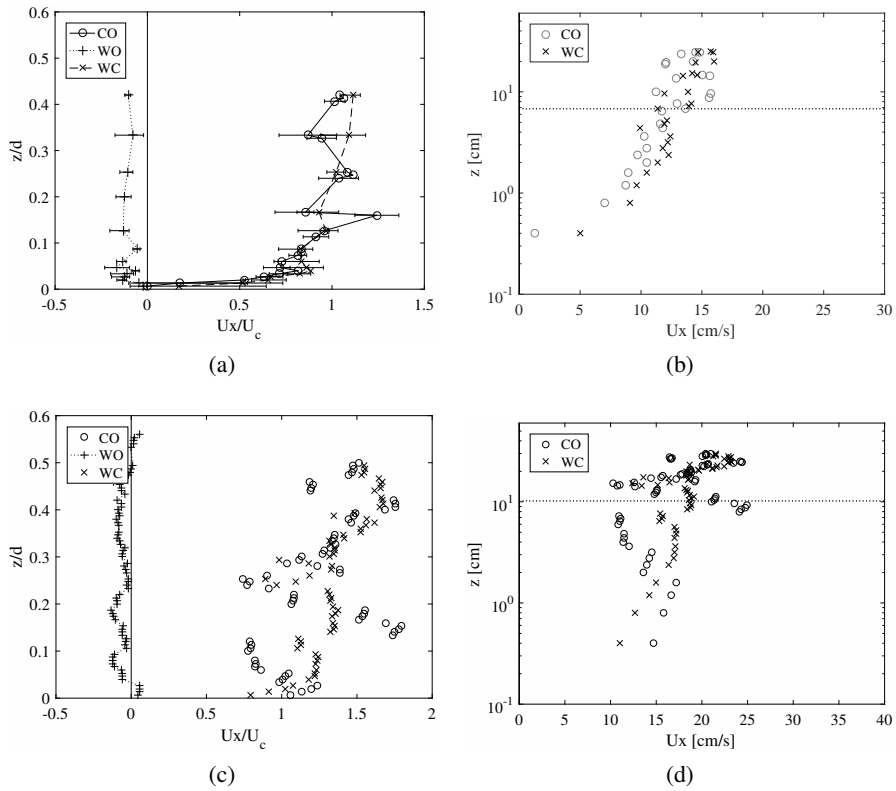 0.6
0.5
0.4
0.3
0.2
0.1
0
z/d
CO
WO
WC
-0.5 0 0.5 1 1.5
Ux/U_c
(a)
10^1
10^0
10^-1
z [cm]
CO
WC
0 5 10 15 20 25 30
Ux [cm/s]
(b)
0.6
0.5
0.4
0.3
0.2
0.1
0
z/d
CO
WO
WC
-0.5 0 0.5 1 1.5 2
Ux/U_c
(c)
10^1
10^0
10^-1
z [cm]
CO
WC
0 5 10 15 20 25 30 35 40
Ux [cm/s]
(d)